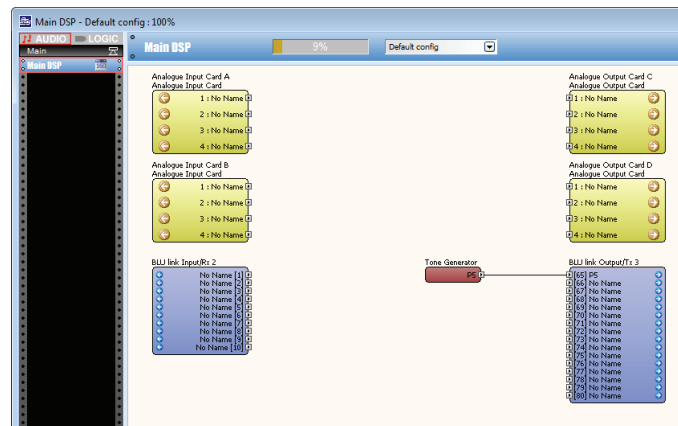 Main DSP - Default config : 100%
AUDIO LOGIC
Main
Main DSP
Main DSP 9% Default config
Analogue Input Card A
Analogue Input Card
1 : No Name
2 : No Name
3 : No Name
4 : No Name
Analogue Output Card C
Analogue Output Card
1 : No Name
2 : No Name
3 : No Name
4 : No Name
Analogue Input Card B
Analogue Input Card
1 : No Name
2 : No Name
3 : No Name
4 : No Name
Analogue Output Card D
Analogue Output Card
1 : No Name
2 : No Name
3 : No Name
4 : No Name
BLU link Input/Rx 2
No Name [1]
No Name [2]
No Name [3]
No Name [4]
No Name [5]
No Name [6]
No Name [7]
No Name [8]
No Name [9]
No Name [10]
Tone Generator
P5
BLU link Output/Tx 3
[65] P5
[66] No Name
[67] No Name
[68] No Name
[69] No Name
[70] No Name
[71] No Name
[72] No Name
[73] No Name
[74] No Name
[75] No Name
[76] No Name
[77] No Name
[78] No Name
[79] No Name
[80] No Name